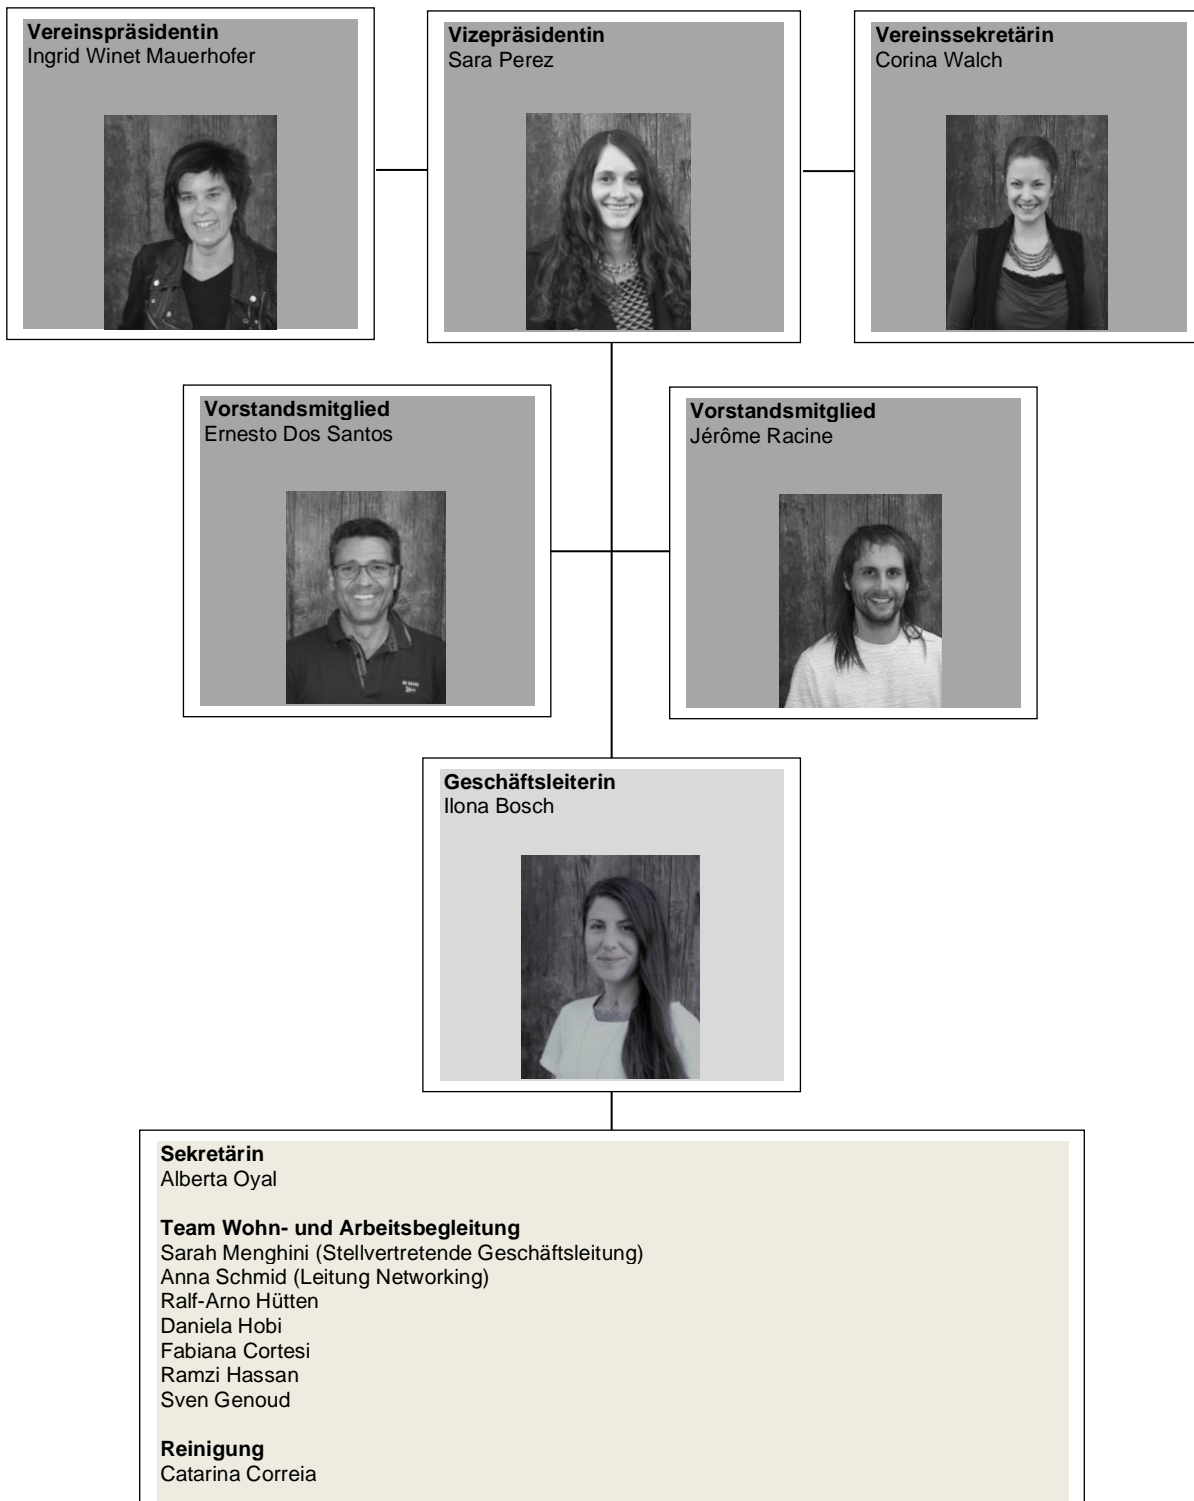 Vereinspräsidentin
Ingrid Winet Mauerhofer
Vizepräsidentin
Sara Perez
Vereinssekretärin
Corina Walch
Vorstandsmitglied
Ernesto Dos Santos
Vorstandsmitglied
Jérôme Racine
Geschäftsleiterin
Ilona Bosch
Sekretärin
Alberta Oyal
Team Wohn- und Arbeitsbegleitung
Sarah Menghini (Stellvertretende Geschäftsleitung)
Anna Schmid (Leitung Networking)
Ralf-Arno Hütten
Daniela Hobi
Fabiana Cortesi
Ramzi Hassan
Sven Genoud
Reinigung
Catarina Correia